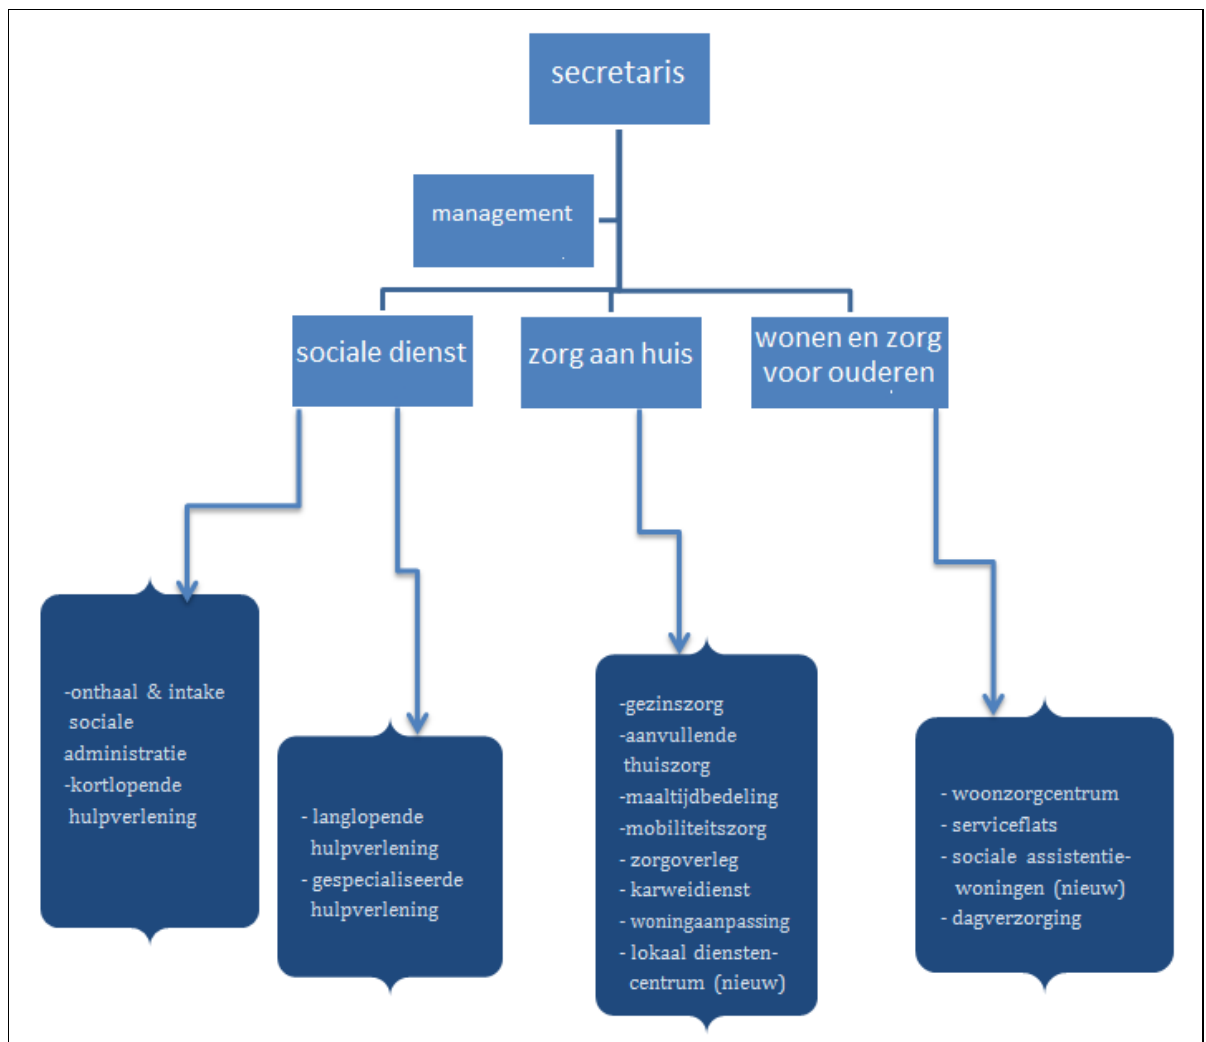 secretaris
management
sociale dienst
zorg aan huis
wonen en zorg
voor ouderen
-onthaal & intake
sociale
administratie
-kortlopende
hulpverlening
- langlopende
hulpverlening
- gespecialiseerde
hulpverlening
-gezinszorg
-aanvullende
thuiszorg
-maaltijdbedeling
-mobiliteitszorg
- zorgoverleg
- karweidienst
- woningaanpassing
- lokaal diensten-
centrum (nieuw)
- woonzorgcentrum
- serviceflats
- sociale assistentie-
woningen (nieuw)
- dagverzorging